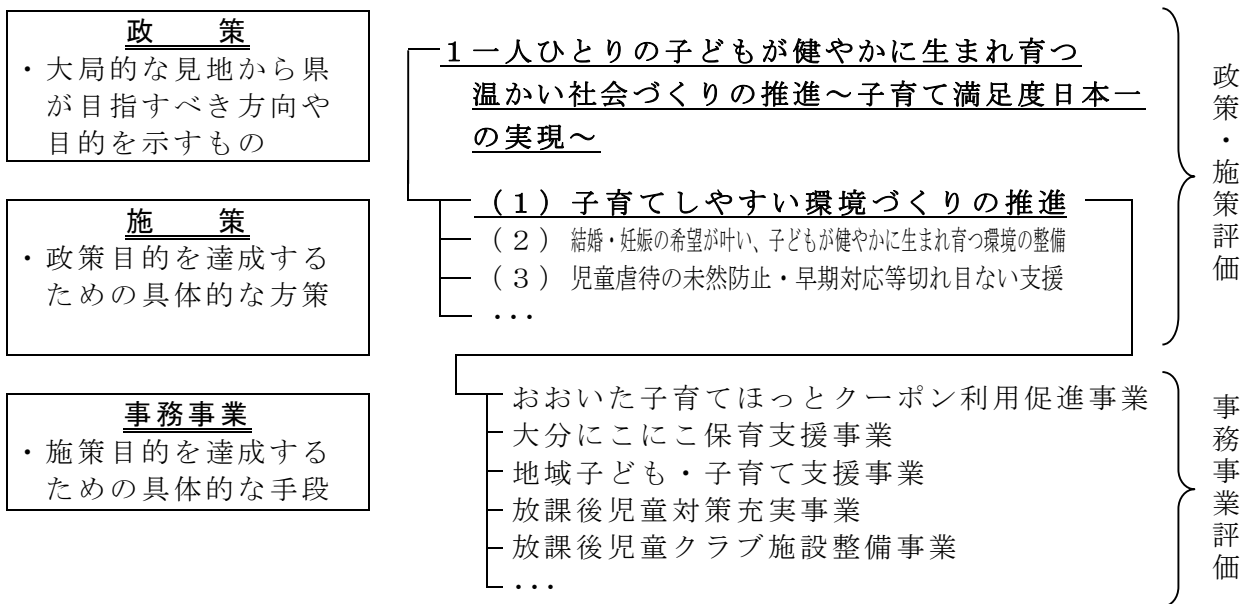 政　　策
・大局的な見地から県
が目指すべき方向や
目的を示すもの
施　　策
・政策目的を達成する
ための具体的な方策
事務事業
・施策目的を達成する
ための具体的な手段
1一人ひとりの子どもが健やかに生まれ育つ
温かい社会づくりの推進～子育て満足度日本一
の実現～
（1）子育てしやすい環境づくりの推進
（2）結婚・妊娠の希望が叶い、子どもが健やかに生まれ育つ環境の整備
（3）児童虐待の未然防止・早期対応等切れ目ない支援
・・・
おおいた子育てほっとクーポン利用促進事業
大分にこにこ保育支援事業
地域子ども・子育て支援事業
放課後児童対策充実事業
放課後児童クラブ施設整備事業
・・・
政策・施策評価
事務事業評価